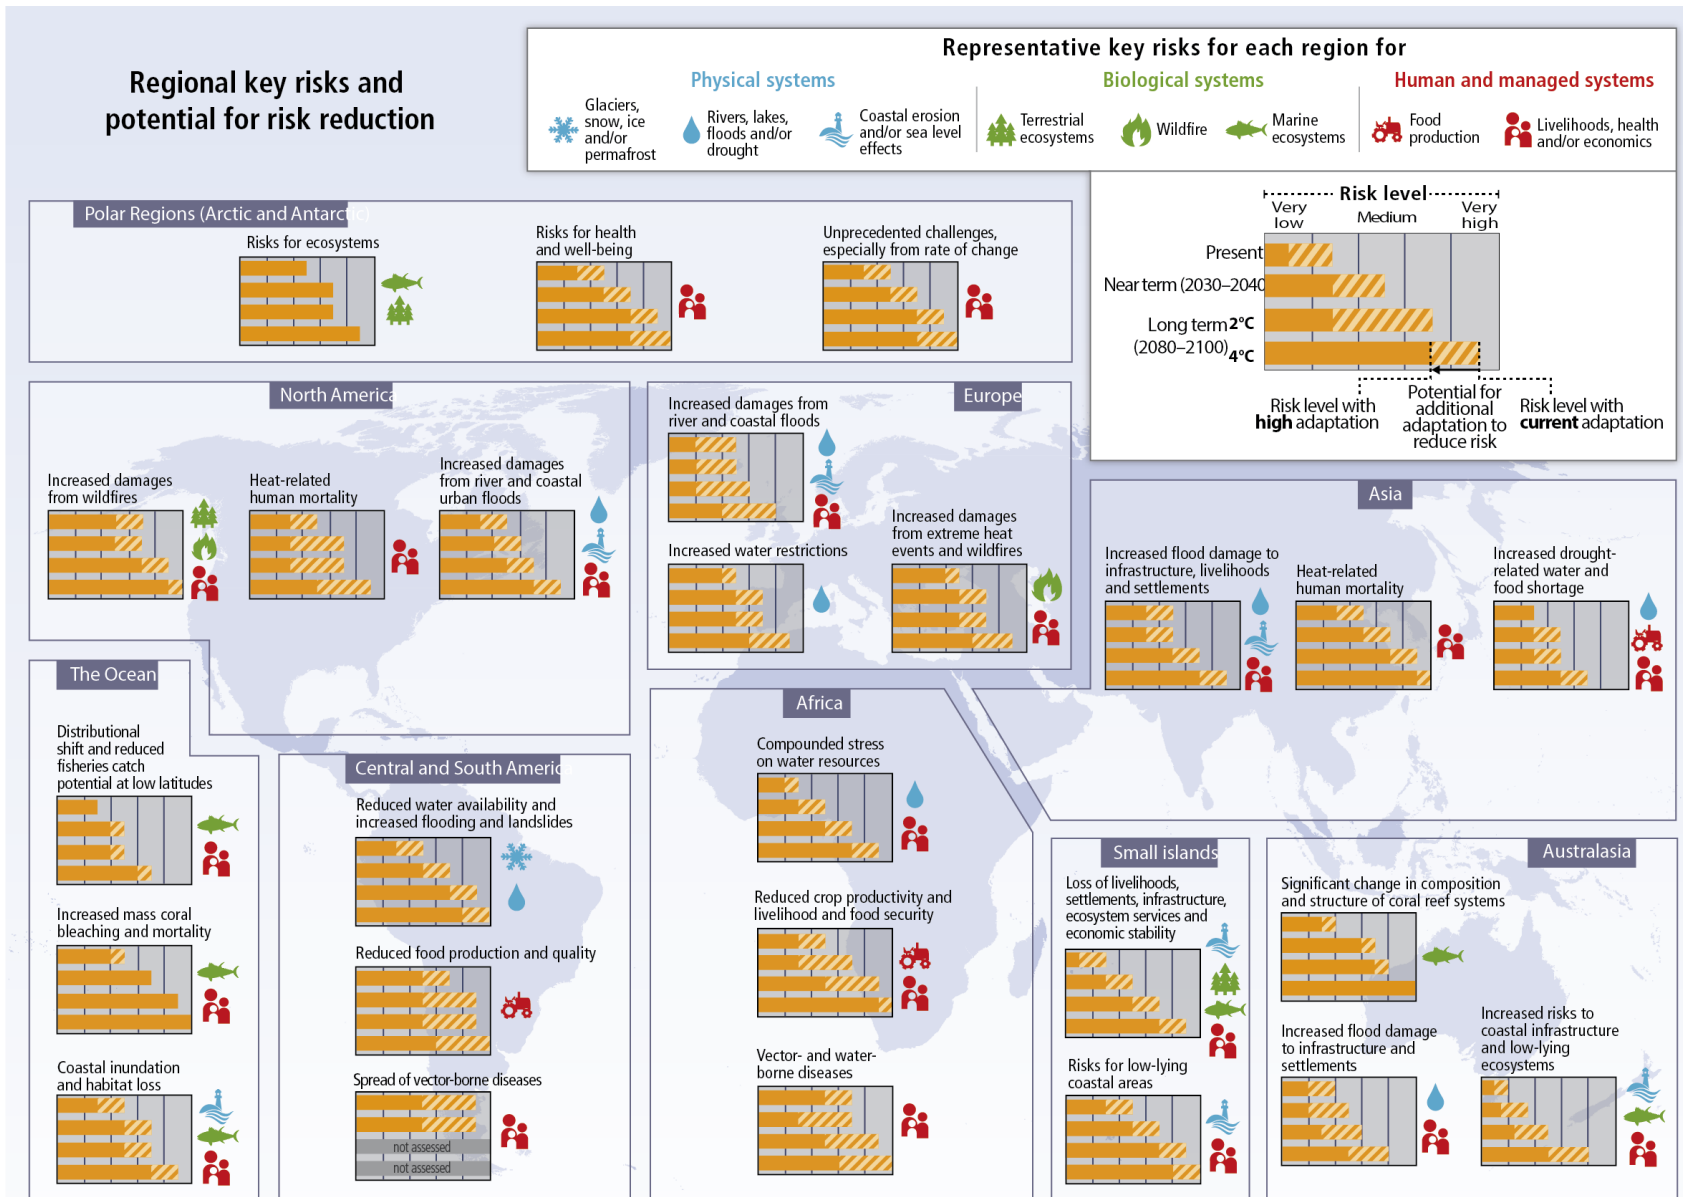 Regional key risks and
potential for risk reduction
Representative key risks for each region for
Physical systems
Biological systems
Human and managed systems
Glaciers,
snow, ice
and/or
permafrost
Rivers, lakes,
floods and/or
drought
Coastal erosion
and/or sea level
effects
Terrestrial
ecosystems
Wildfire
Marine
ecosystems
Food
production
Livelihoods, health
and/or economics
Risk level
Very
low
Medium
Very
high
Present
Near term (2030–2040
Long term 2°C
(2080–2100) 4°C
Risk level with
high adaptation
Potential for
additional
adaptation to
reduce risk
Risk level with
current adaptation
Polar Regions (Arctic and Antarctic)
Risks for ecosystems
Risks for health
and well-being
Unprecedented challenges,
especially from rate of change
North America
Increased damages
from wildfires
Heat-related
human mortality
Increased damages
from river and coastal
urban floods
Europe
Increased damages from
river and coastal floods
Increased water restrictions
Increased damages
from extreme heat
events and wildfires
Asia
Increased flood damage to
infrastructure, livelihoods
and settlements
Heat-related
human mortality
Increased drought-
related water and
food shortage
The Ocean
Distributional
shift and reduced
fisheries catch
potential at low latitudes
Increased mass coral
bleaching and mortality
Coastal inundation
and habitat loss
Central and South America
Reduced water availability and
increased flooding and landslides
Reduced food production and quality
Spread of vector-borne diseases
not assessed
not assessed
Africa
Compounded stress
on water resources
Reduced crop productivity and
livelihood and food security
Vector- and water-
borne diseases
Small islands
Loss of livelihoods,
settlements, infrastructure,
ecosystem services and
economic stability
Risks for low-lying
coastal areas
Australasia
Significant change in composition
and structure of coral reef systems
Increased flood damage
to infrastructure and
settlements
Increased risks to
coastal infrastructure
and low-lying
ecosystems